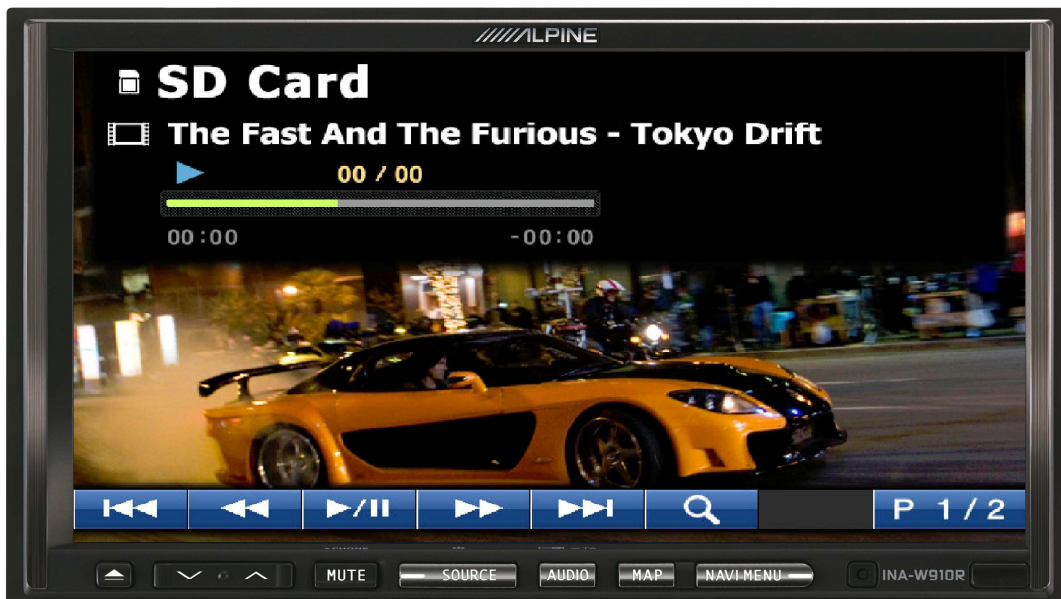 ALPINE
SD Card
The Fast And The Furious - Tokyo Drift
00 / 00
00:00
-00:00
P 1 / 2
MUTE
SOURCE
AUDIO
MAP
NAVI MENU
INA-W910R